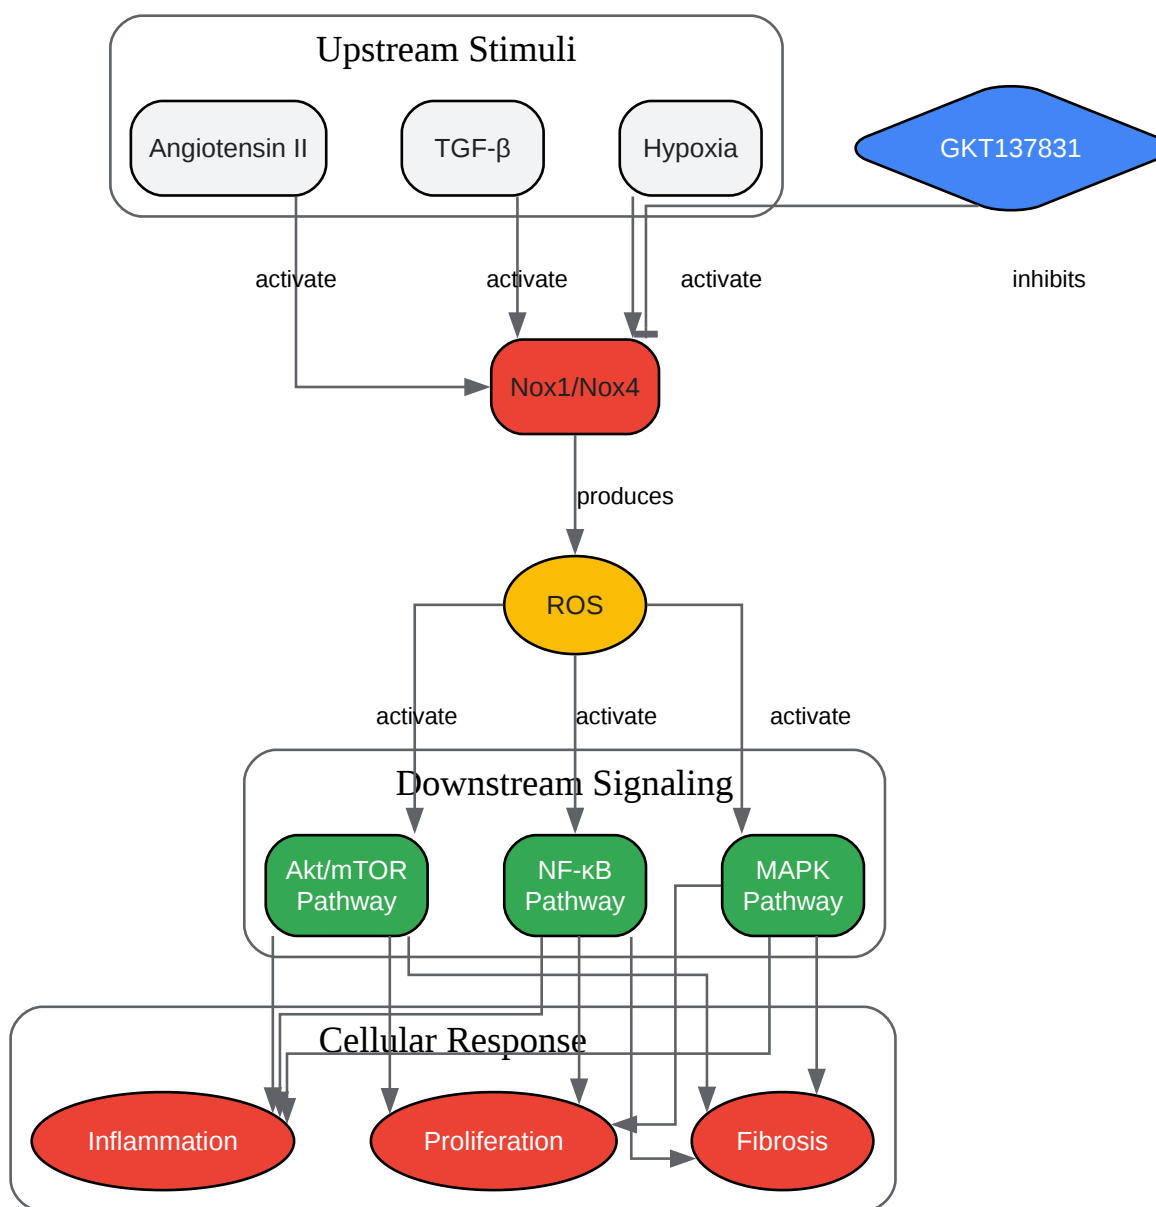 Upstream Stimuli
Angiotensin II
TGF-β
Hypoxia
GKT137831
activate
activate
activate
inhibits
Nox1/Nox4
produces
ROS
activate
activate
activate
Downstream Signaling
Akt/mTOR
Pathway
NF-κB
Pathway
MAPK
Pathway
Cellular Response
Inflammation
Proliferation
Fibrosis